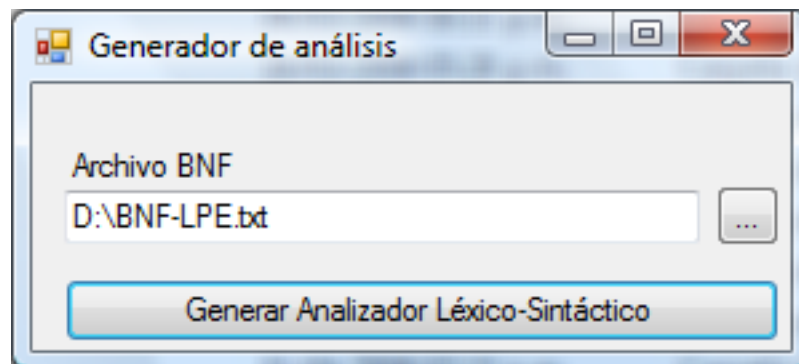 Generador de análisis
Archivo BNF
D:\BNF-LPE.txt
...
Generar Analizador Léxico-Sintáctico